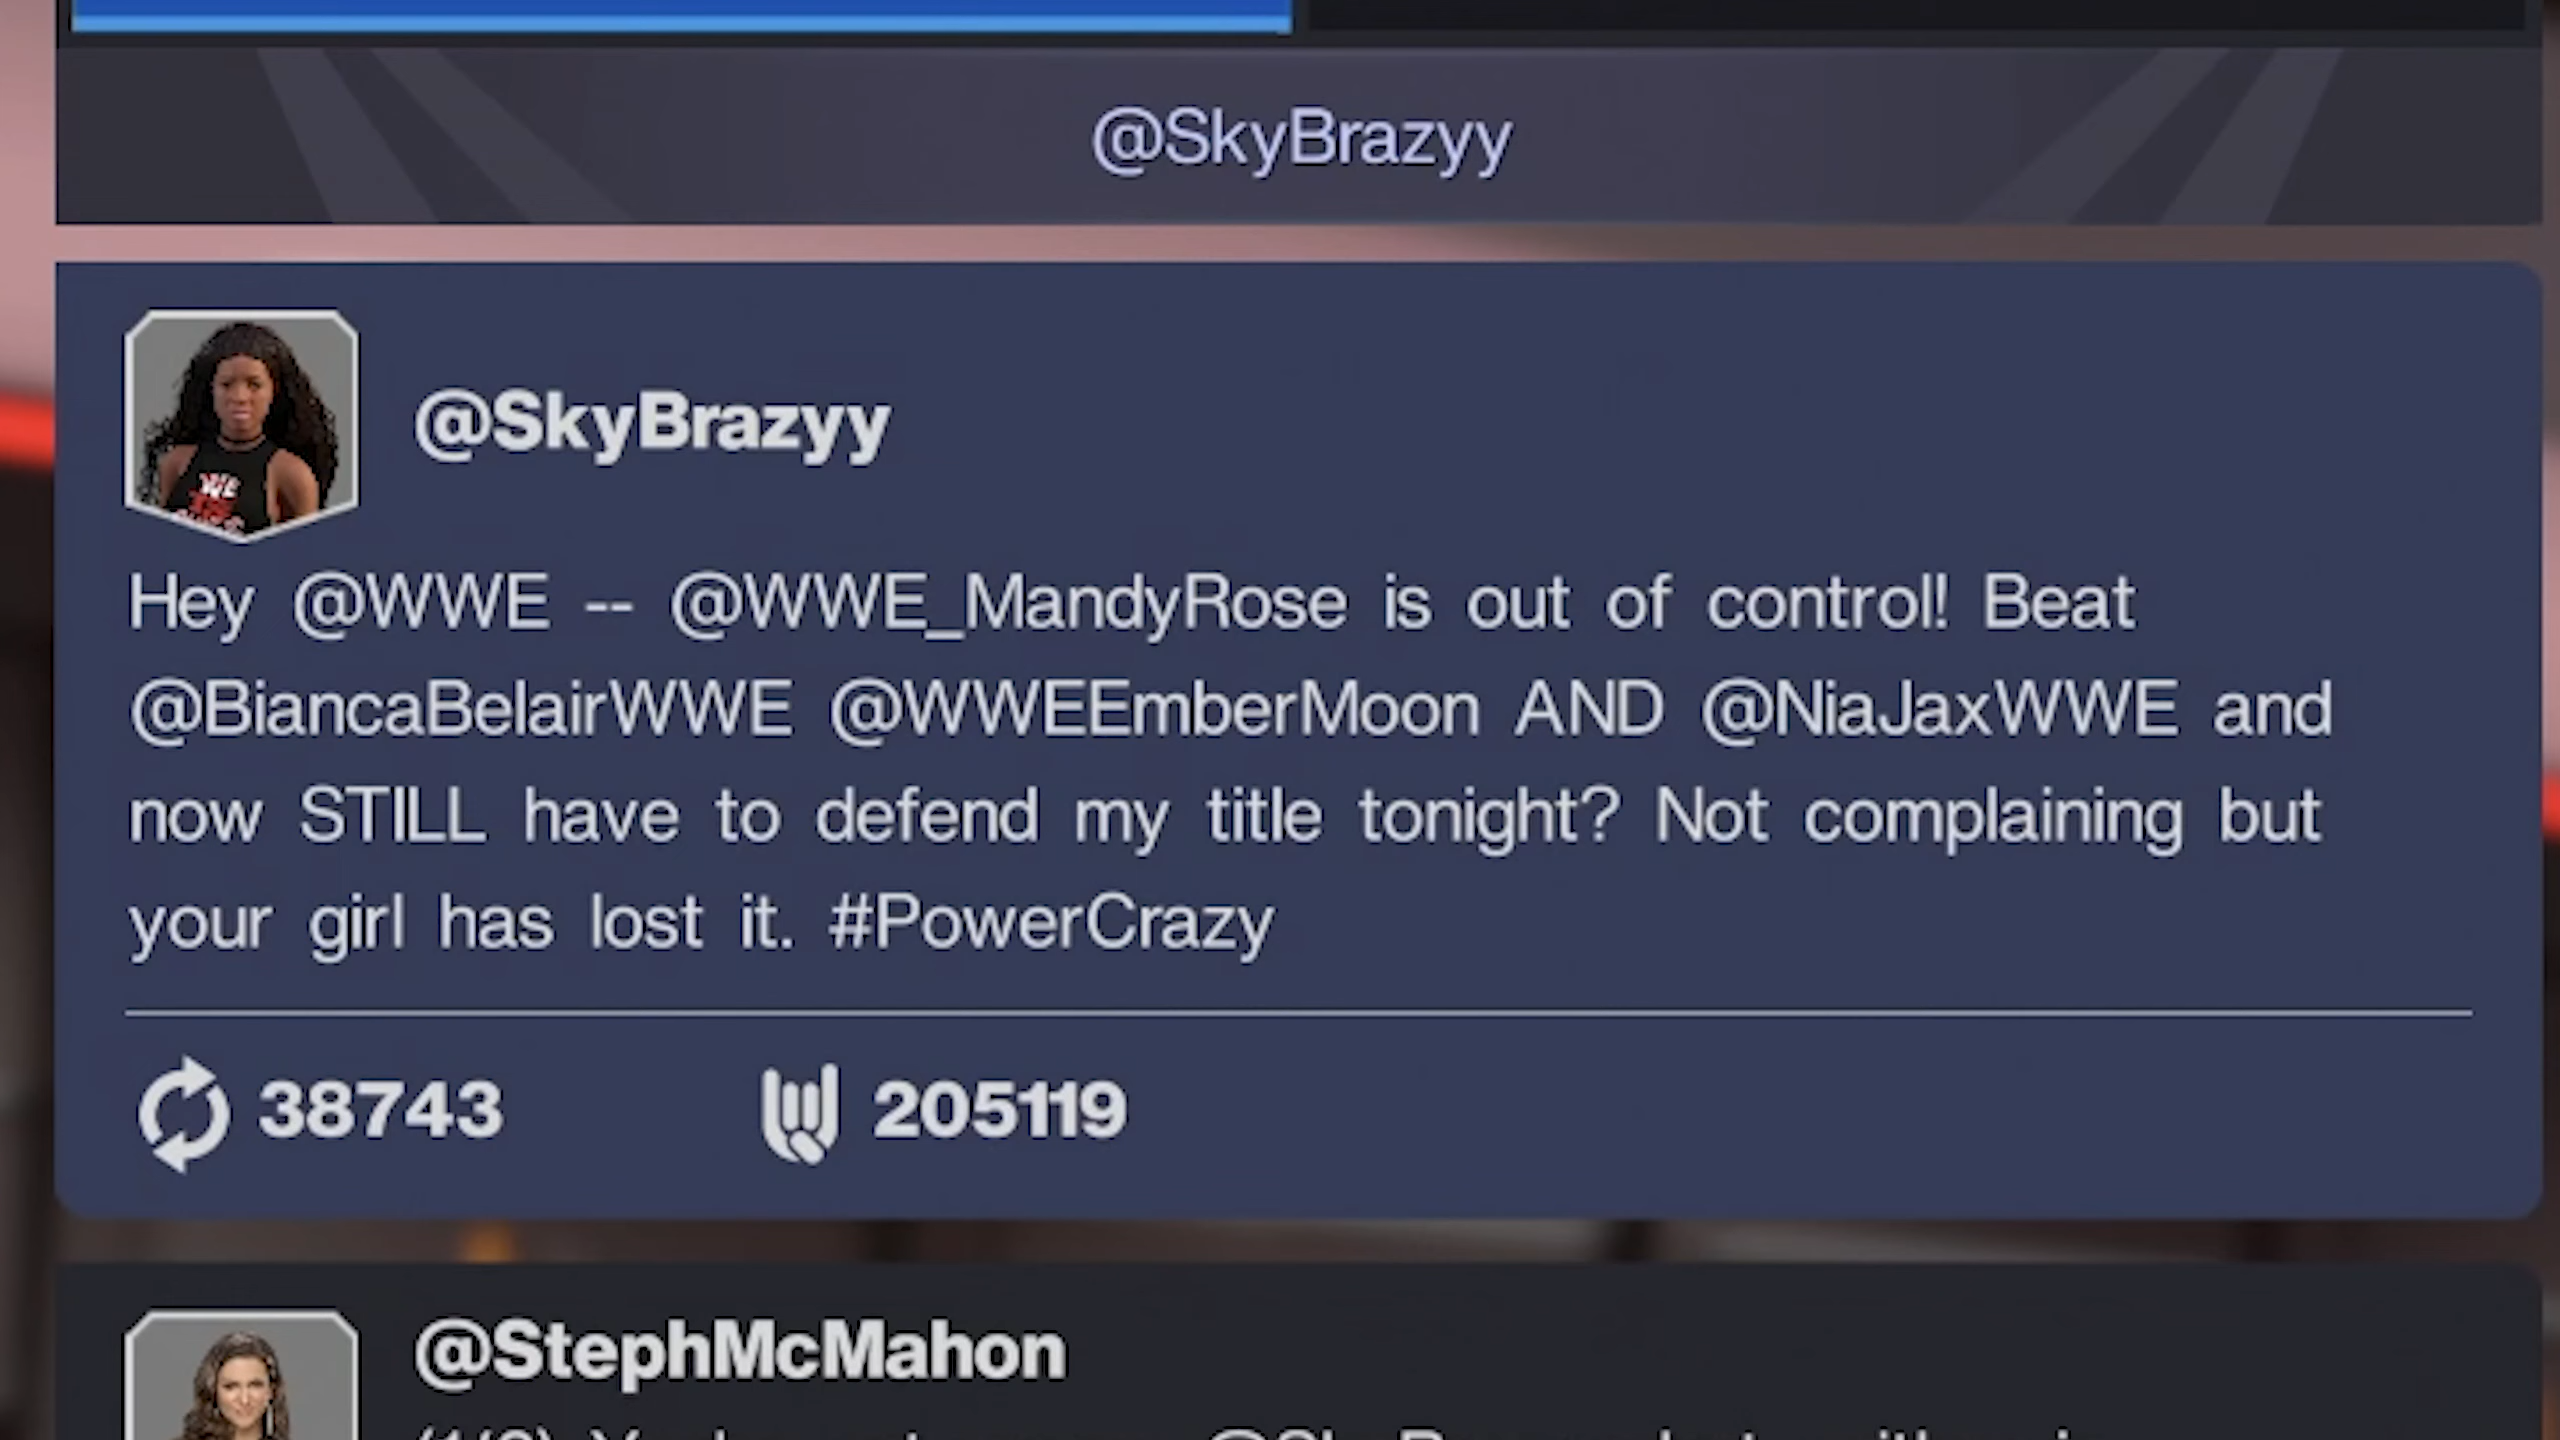 @SkyBrazyy
@SkyBrazyy
WE
Hey @WWE -- @WWE_MandyRose is out of control! Beat
@BiancaBelairWWE @WWEEmberMoon AND @NiaJaxWWE and
now STILL have to defend my title tonight? Not complaining but
your girl has lost it. #PowerCrazy
38743 205119
@StephMcMahon